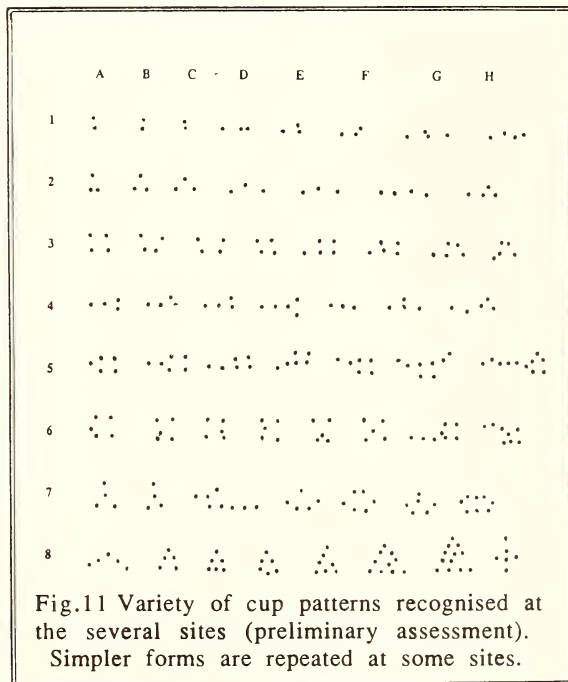 A B C - D E F G H
1
2
3
4
5
6
7
8
Fig.11 Variety of cup patterns recognised at
the several sites (preliminary assessment).
Simpler forms are repeated at some sites.